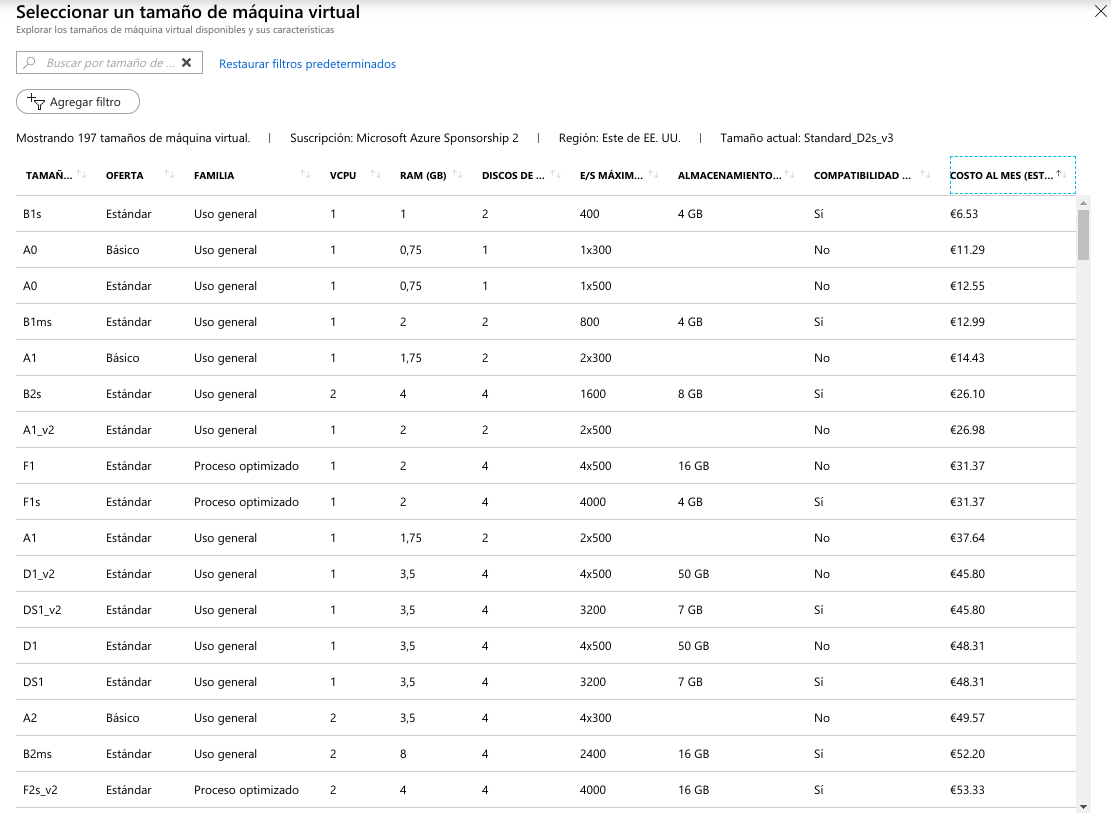 Seleccionar un tamaño de máquina virtual
Explorar los tamaños de máquina virtual disponibles y sus características
Buscar por tamaño de ... Restaurar filtros predeterminados
Agregar filtro
Mostrando 197 tamaños de máquina virtual. | Suscripción: Microsoft Azure Sponsorship 2 | Región: Este de EE. UU. | Tamaño actual: Standard_D2s_v3
TAMAÑ... OFERTA FAMILIA VCPU RAM (GB) DISCOS DE ... E/S MÁXIM... ALMACENAMIENTO... COMPATIBILIDAD ... COSTO AL MES (EST...
B1s Estándar Uso general 1 1 2 400 4 GB Sí €6.53
A0 Básico Uso general 1 0,75 1 1x300 No €11.29
A0 Estándar Uso general 1 0,75 1 1x500 No €12.55
B1ms Estándar Uso general 1 2 2 800 4 GB Sí €12.99
A1 Básico Uso general 1 1,75 2 2x300 No €14.43
B2s Estándar Uso general 2 4 4 1600 8 GB Sí €26.10
A1_v2 Estándar Uso general 1 2 2 2x500 No €26.98
F1 Estándar Proceso optimizado 1 2 4 4x500 16 GB No €31.37
F1s Estándar Proceso optimizado 1 2 4 4000 4 GB Sí €31.37
A1 Estándar Uso general 1 1,75 2 2x500 No €37.64
D1_v2 Estándar Uso general 1 3,5 4 4x500 50 GB No €45.80
DS1_v2 Estándar Uso general 1 3,5 4 3200 7 GB Sí €45.80
D1 Estándar Uso general 1 3,5 4 4x500 50 GB No €48.31
DS1 Estándar Uso general 1 3,5 4 3200 7 GB Sí €48.31
A2 Básico Uso general 2 3,5 4 4x300 No €49.57
B2ms Estándar Uso general 2 8 4 2400 16 GB Sí €52.20
F2s_v2 Estándar Proceso optimizado 2 4 4 4000 16 GB Sí €53.33